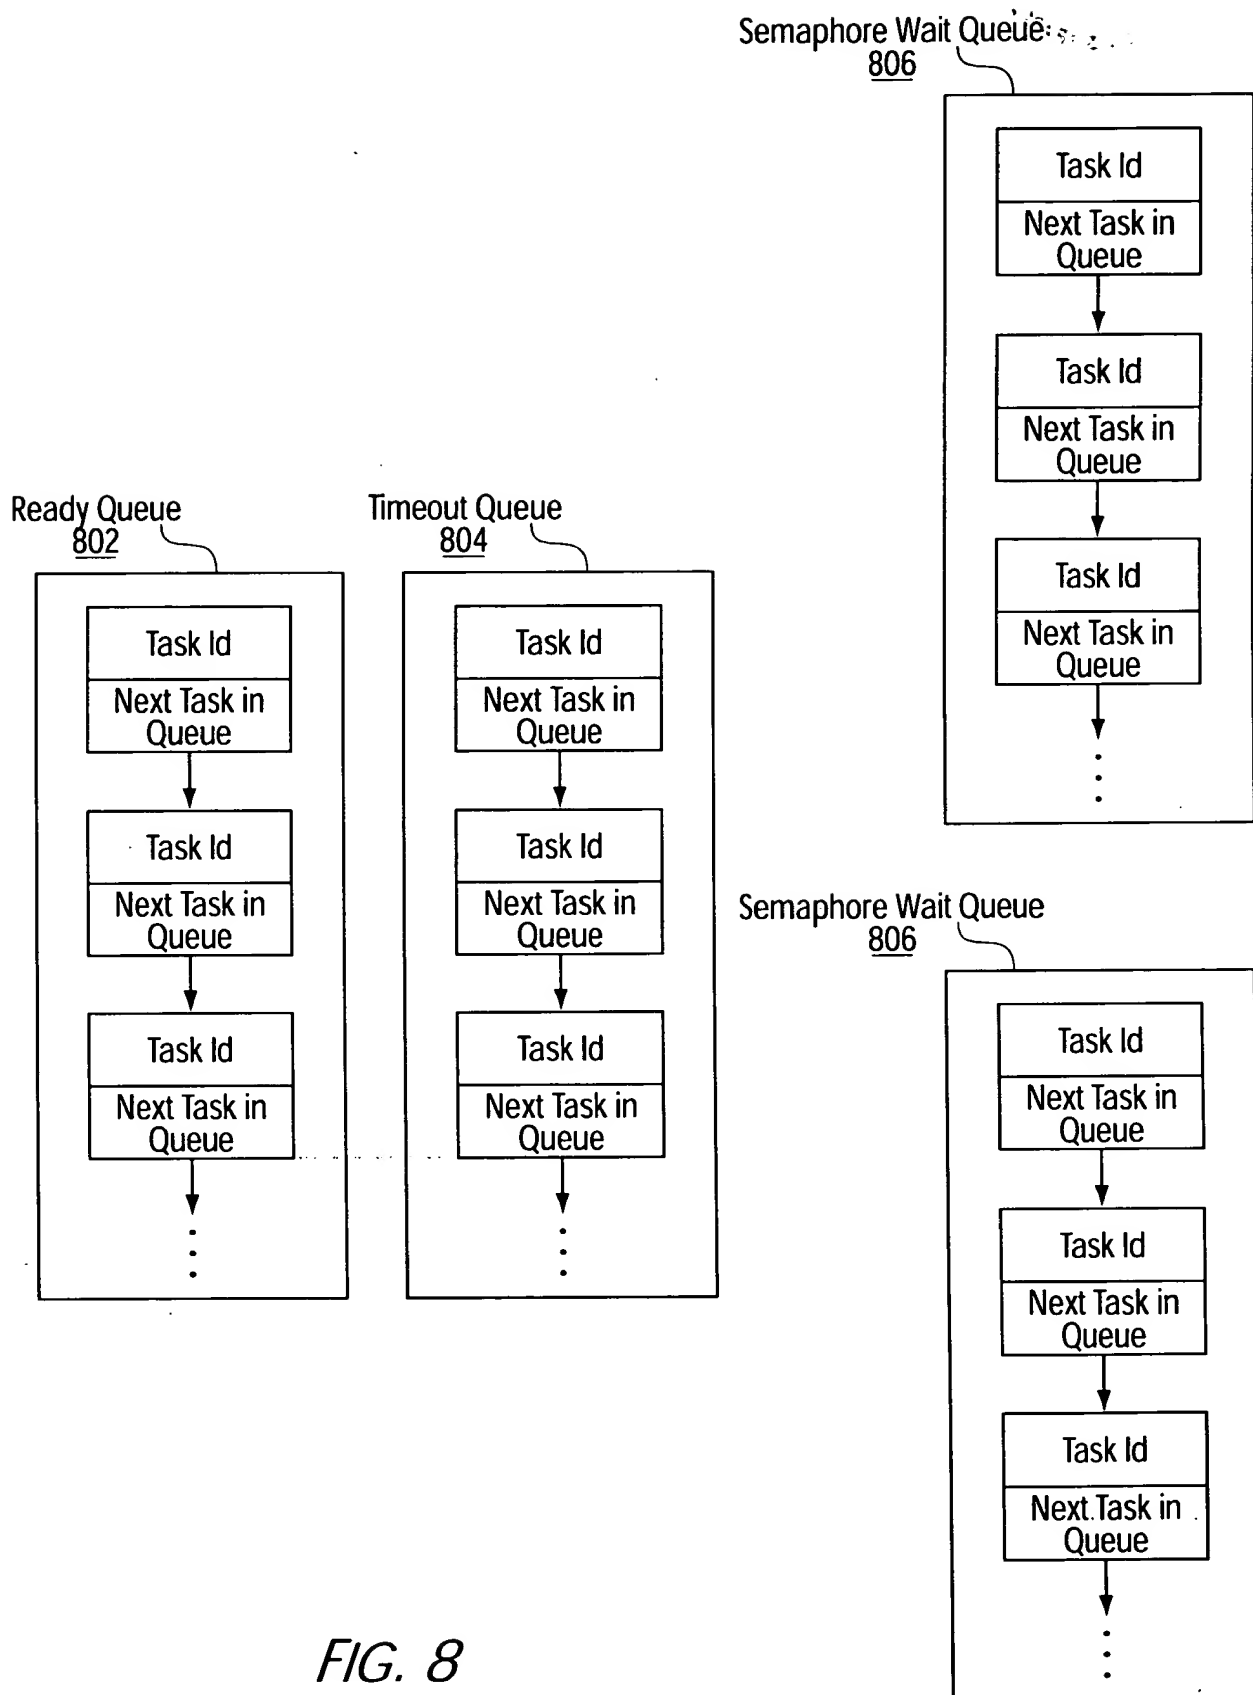 Semaphore Wait Queue
806
Task Id
Next Task in
Queue
Task Id
Next Task in
Queue
Task Id
Next Task in
Queue
Ready Queue
802
Task Id
Next Task in
Queue
Task Id
Next Task in
Queue
Task Id
Next Task in
Queue
Timeout Queue
804
Task Id
Next Task in
Queue
Task Id
Next Task in
Queue
Task Id
Next Task in
Queue
Semaphore Wait Queue
806
Task Id
Next Task in
Queue
Task Id
Next Task in
Queue
Task Id
Next Task in
Queue
FIG. 8